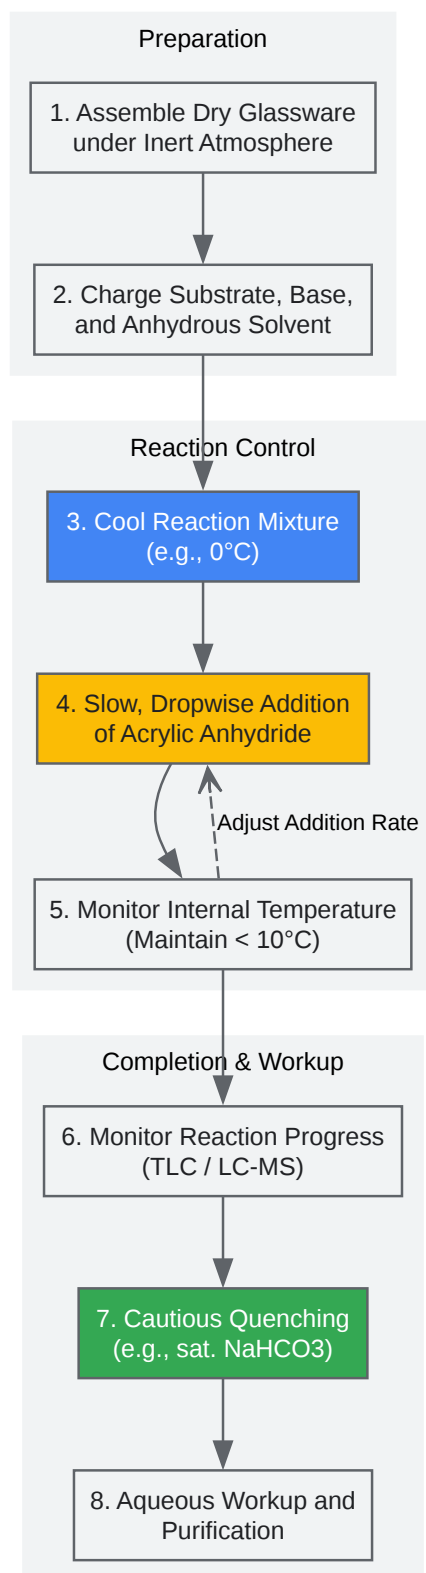 Preparation
1. Assemble Dry Glassware
under Inert Atmosphere
2. Charge Substrate, Base,
and Anhydrous Solvent
Reaction Control
3. Cool Reaction Mixture
(e.g., 0°C)
4. Slow, Dropwise Addition
of Acrylic Anhydride
Adjust Addition Rate
5. Monitor Internal Temperature
(Maintain < 10°C)
Completion & Workup
6. Monitor Reaction Progress
(TLC / LC-MS)
7. Cautious Quenching
(e.g., sat. NaHCO3)
8. Aqueous Workup and
Purification